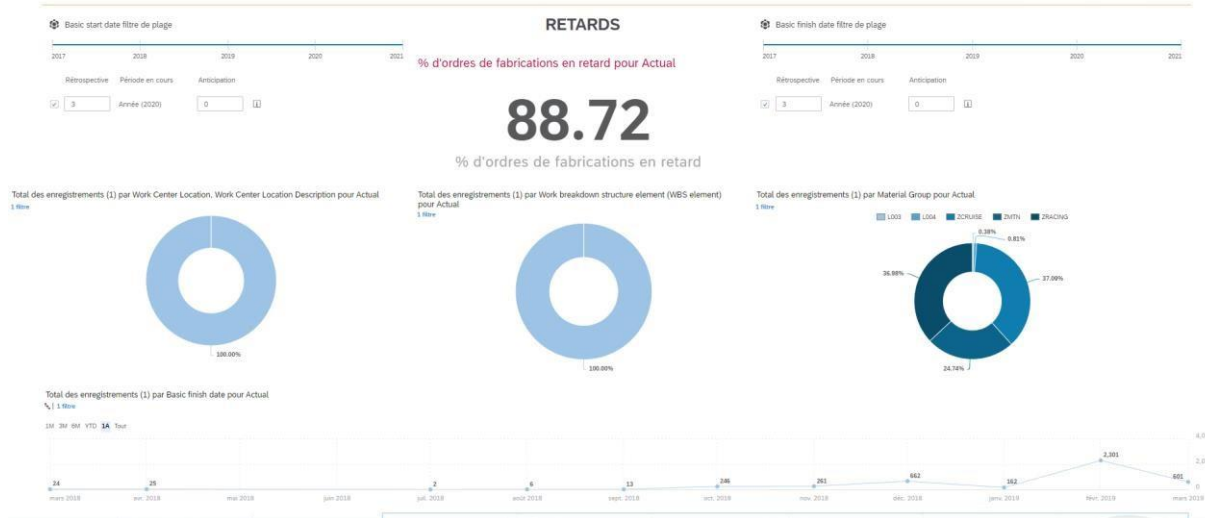 RETARDS
Basic start date filtre de plage
2017 2018 2019 2020 2021
Rétrospective Période en cours Anticipation
3 Année (2020) 0
% d'ordres de fabrications en retard pour Actual
88.72
% d'ordres de fabrications en retard
Basic finish date filtre de plage
2017 2018 2019 2020 2021
Rétrospective Période en cours Anticipation
3 Année (2020) 0
Total des enregistrements (1) par Work Center Location, Work Center Location Description pour Actual
1 filtre
100.00%
Total des enregistrements (1) par Work breakdown structure element (WBS element)
pour Actual
1 filtre
100.00%
Total des enregistrements (1) par Material Group pour Actual
1 filtre
L003 L004 ZCRUISE ZMTN ZRACING
0.38%
0.81%
36.98%
37.09%
24.74%
Total des enregistrements (1) par Basic finish date pour Actual
1 filtre
1M 3M 6M YTD 1A Tour
4,0
2,0
0
24 25 2 6 13 246 261 662 162 2,301 601
mars 2018 avr. 2018 mai 2018 juin 2018 juil. 2018 août 2018 sept. 2018 oct. 2018 nov. 2018 déc. 2018 janv. 2019 févr. 2019 mars 2019